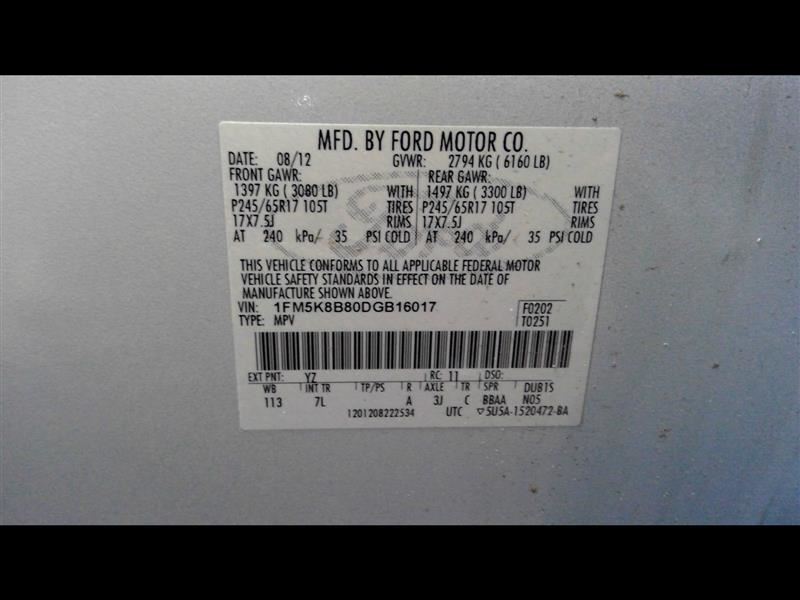 MFD. BY FORD MOTOR CO.
DATE: 08/12 GVWR: 2794 KG ( 6160 LB)
FRONT GAWR: REAR GAWR:
1397 KG ( 3080 LB) WITH 1497 KG ( 3300 LB) WITH
P245/65R17 105T TIRES P245/65R17 105T TIRES
17X7.5J RIMS 17X7.5J RIMS
AT 240 kPa/ 35 PSI COLD AT 240 kPa/ 35 PSI COLD
Ford
THIS VEHICLE CONFORMS TO ALL APPLICABLE FEDERAL MOTOR
VEHICLE SAFETY STANDARDS IN EFFECT ON THE DATE OF
MANUFACTURE SHOWN ABOVE.
VIN: 1FM5K8B80DGB16017 F0202
TYPE: MPV T0251
EXT PNT: YZ RC: 11 DSO:
WB INT TR TP/PS R AXLE TR SPR DUB1S
113 7L A 3J C BBAA N05
1201208222534 UTC ▽5U5A-1520472-BA